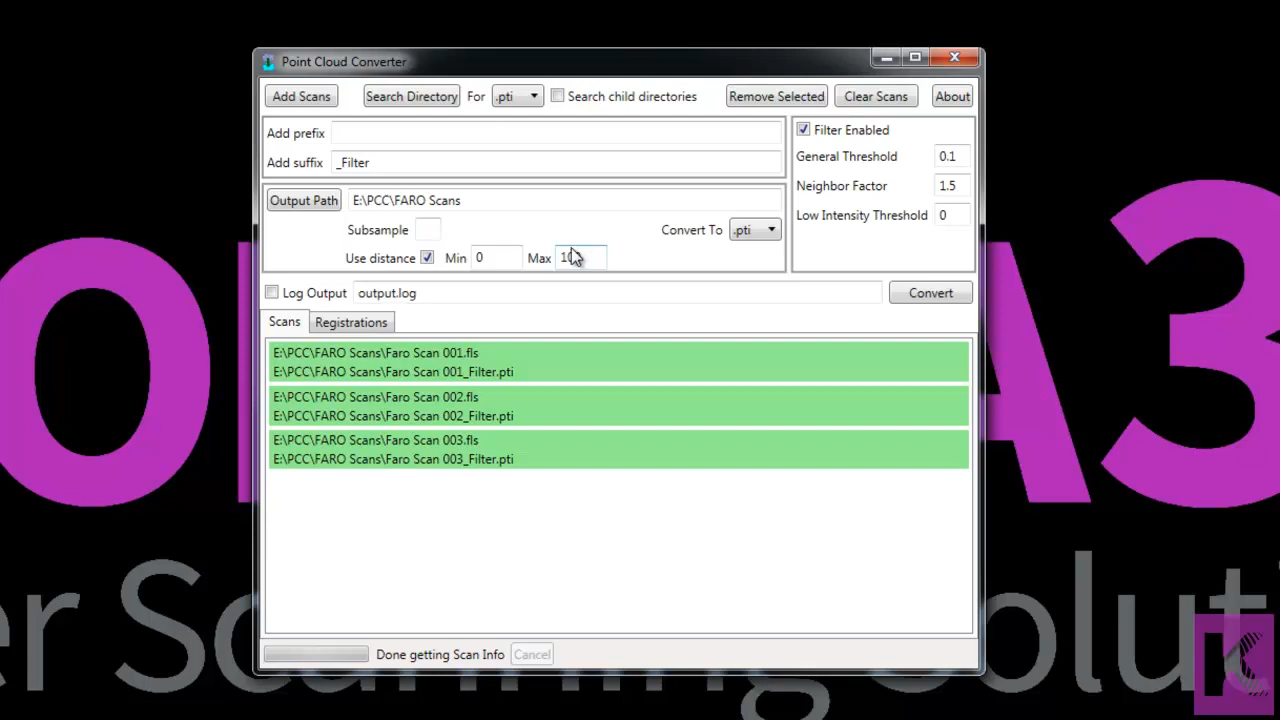 Point Cloud Converter
Add Scans Search Directory For .pti Search child directories Remove Selected Clear Scans About
Add prefix
Add suffix _Filter
Filter Enabled
General Threshold 0.1
Neighbor Factor 1.5
Low Intensity Threshold 0
Output Path E:\PCC\FARO Scans
Subsample Convert To .pti
Use distance Min 0 Max
Log Output output.log Convert
Scans Registrations
E:\PCC\FARO Scans\Faro Scan 001.fls
E:\PCC\FARO Scans\Faro Scan 001_Filter.pti
E:\PCC\FARO Scans\Faro Scan 002.fls
E:\PCC\FARO Scans\Faro Scan 002_Filter.pti
E:\PCC\FARO Scans\Faro Scan 003.fls
E:\PCC\FARO Scans\Faro Scan 003_Filter.pti
Done getting Scan Info Cancel